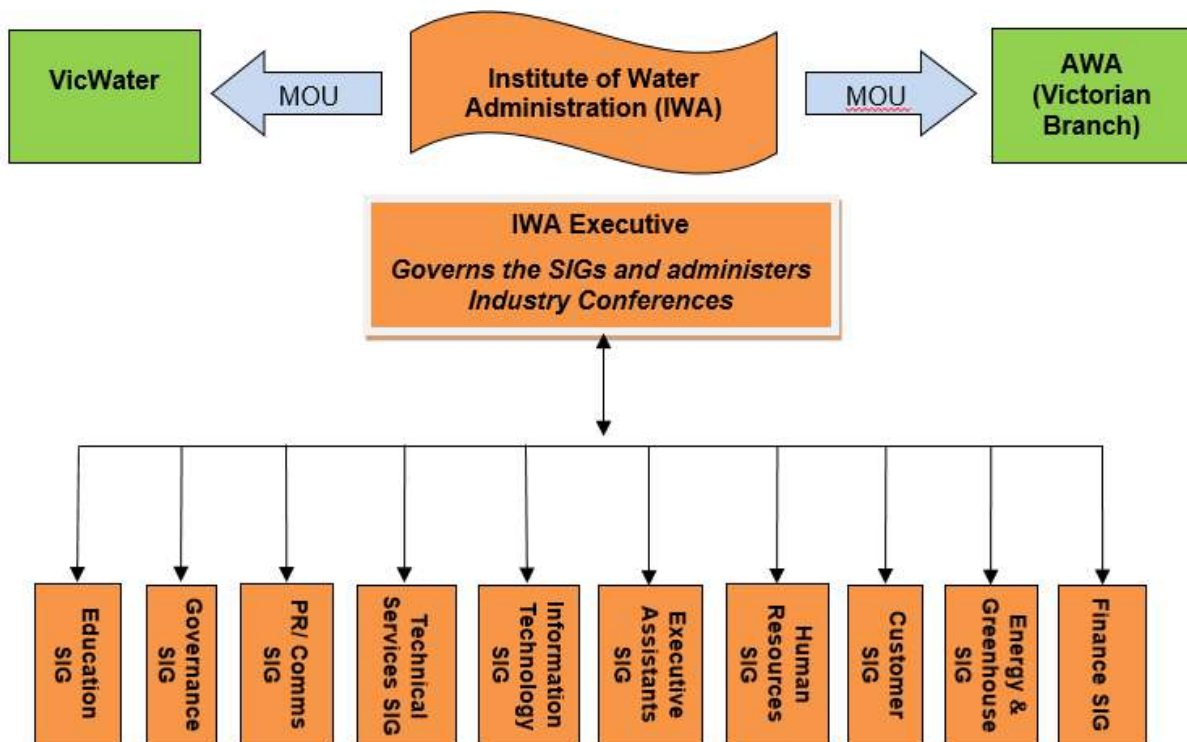 VicWater
MOU
Institute of Water
Administration (IWA)
MOU
AWA
(Victorian
Branch)
IWA Executive
Governs the SIGs and administers
Industry Conferences
Education
SIG
Governance
SIG
PR/ Comms
SIG
Technical
Services SIG
Information
Technology
SIG
Executive
Assistants
SIG
Human
Resources
SIG
Customer
SIG
Energy &
Greenhouse
SIG
Finance SIG